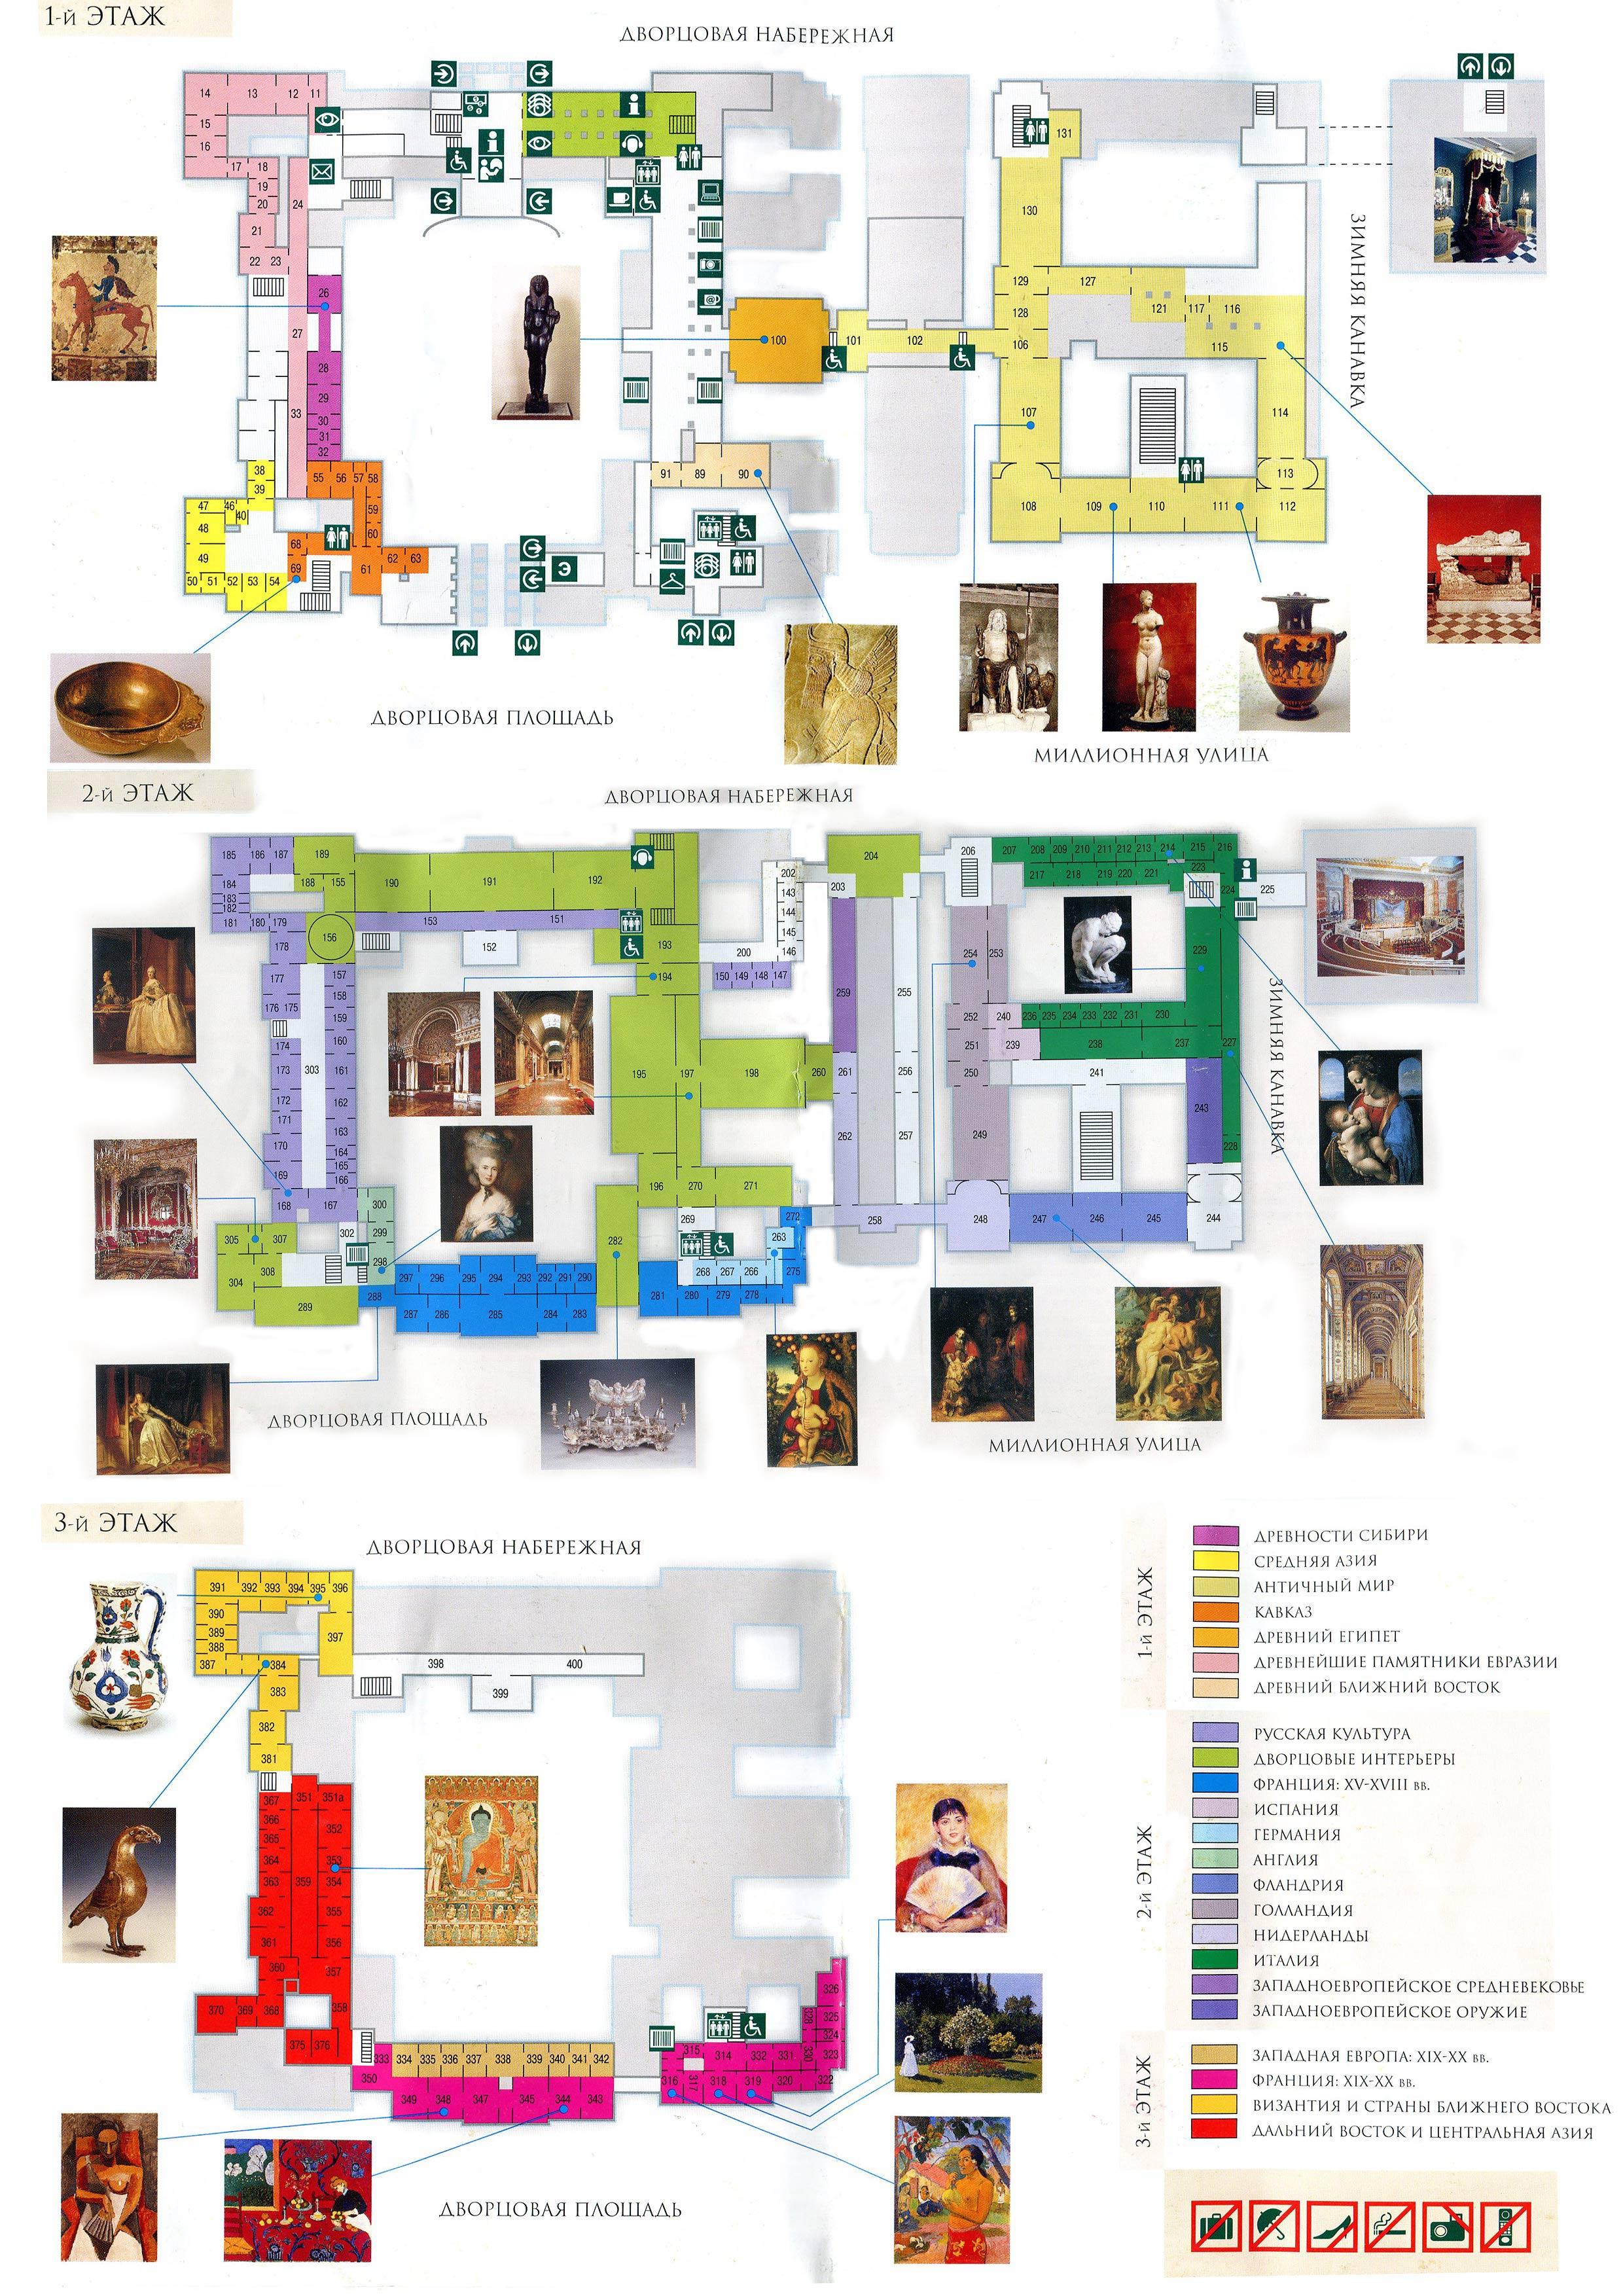 1-й ЭТАЖ
ДВОРЦОВАЯ НАБЕРЕЖНАЯ
14 13 12 11
15
16
17 18
19
20
24
21
22 23
26
27
28
29
33
30
31
32
38
39
55 56 57 58
47 46
40
48
59
60
49
68
69
50 51 52 53 54
61
62 63
Э
91 89 90
100
101
102
131
130
129
127
128
121 117 116
106
115
107
114
113
108 109 110 111 112
ЗИМНЯЯ КАНАВКА
ДВОРЦОВАЯ ПЛОЩАДЬ
МИЛЛИОННАЯ УЛИЦА
2-й ЭТАЖ
ДВОРЦОВАЯ НАБЕРЕЖНАЯ
185 186 187 189
184
183
182
188 155 190 191 192
181 180 179
153 151
178
156
152
193
177
157
158
194
176 175
159
174
160
173 303 161
172
162
171
163
170
164
165
169
166
168 167
300
302
299
298
305 307
308
304
289
288
297 296 295 294 293 292 291 290
287 286 285 284 283
282
195 197 198
260
196 270 271
269
272
263
268 267 266
275
281 280 279 278
202
143
144
145
146
200
150 149 148 147
204
203
206
259
255
261 256
262 257
258
207 208 209 210 211 212 213 214 215 216
217 218 219 220 221
223
224
225
254 253
229
252 240 236 235 234 233 232 231 230
251 239 238 237
227
250 241
243
249
228
248 247 246 245 244
ЗИМНЯЯ КАНАВКА
ДВОРЦОВАЯ ПЛОЩАДЬ
МИЛЛИОННАЯ УЛИЦА
3-й ЭТАЖ
ДВОРЦОВАЯ НАБЕРЕЖНАЯ
391 392 393 394 395 396
390
389
388
397
387 384
398 400
399
383
382
381
367 351 351а
366
365
352
364
353
363 359 354
362
355
361
356
360
357
370 369 368
358
375 376
333 334 335 336 337 338 339 340 341 342
350
349 348 347 345 344 343
326
328 325
324
315 314 332 331 330 323
316 317 318 319 320 322
ДВОРЦОВАЯ ПЛОЩАДЬ
1-й ЭТАЖ
ДРЕВНОСТИ СИБИРИ
СРЕДНЯЯ АЗИЯ
АНТИЧНЫЙ МИР
КАВКАЗ
ДРЕВНИЙ ЕГИПЕТ
ДРЕВНЕЙШИЕ ПАМЯТНИКИ ЕВРАЗИИ
ДРЕВНИЙ БЛИЖНИЙ ВОСТОК
2-й ЭТАЖ
РУССКАЯ КУЛЬТУРА
ДВОРЦОВЫЕ ИНТЕРЬЕРЫ
ФРАНЦИЯ: XV-XVIII вв.
ИСПАНИЯ
ГЕРМАНИЯ
АНГЛИЯ
ФЛАНДРИЯ
ГОЛЛАНДИЯ
НИДЕРЛАНДЫ
ИТАЛИЯ
ЗАПАДНОЕВРОПЕЙСКОЕ СРЕДНЕВЕКОВЬЕ
ЗАПАДНОЕВРОПЕЙСКОЕ ОРУЖИЕ
3-й ЭТАЖ
ЗАПАДНАЯ ЕВРОПА: XIX-XX вв.
ФРАНЦИЯ: XIX-XX вв.
ВИЗАНТИЯ И СТРАНЫ БЛИЖНЕГО ВОСТОКА
ДАЛЬНИЙ ВОСТОК И ЦЕНТРАЛЬНАЯ АЗИЯ